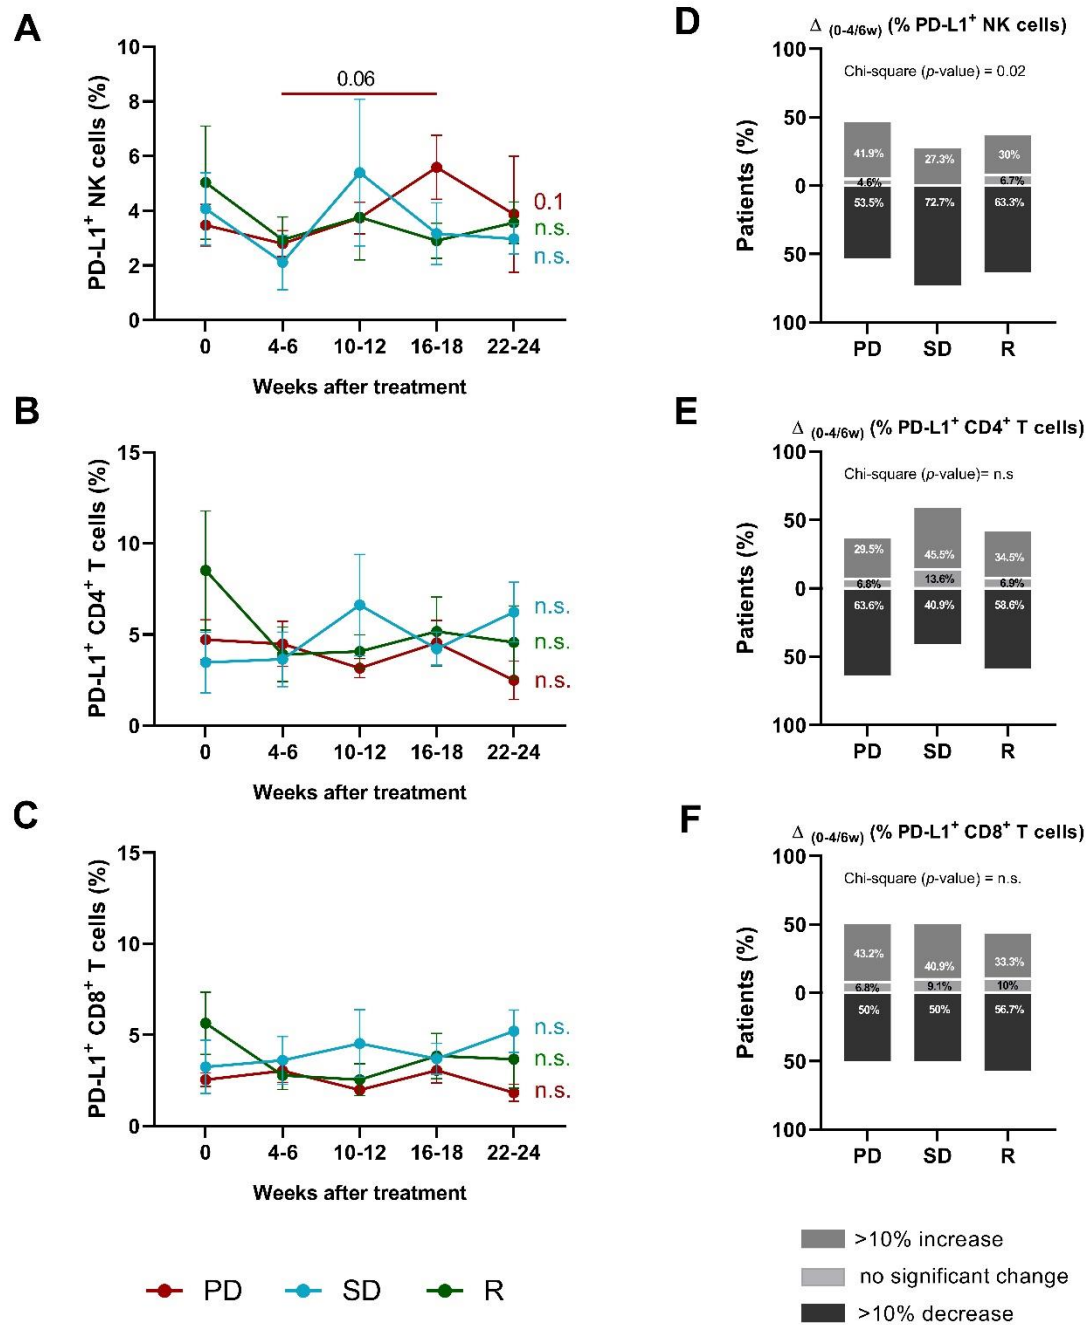 A
PD-L1⁺ NK cells (%)
10
8
6
4
2
0
0.06
0.1
n.s.
n.s.
0 4-6 10-12 16-18 22-24
Weeks after treatment
D
Δ (0-4/6w) (% PD-L1⁺ NK cells)
Chi-square (p-value) = 0.02
Patients (%)
100
50
0
50
100
41.9% 27.3% 30%
4.6% 6.7%
53.5% 72.7% 63.3%
PD SD R
B
PD-L1⁺ CD4⁺ T cells (%)
15
10
5
0
n.s.
n.s.
n.s.
0 4-6 10-12 16-18 22-24
Weeks after treatment
E
Δ (0-4/6w) (% PD-L1⁺ CD4⁺ T cells)
Chi-square (p-value)= n.s
Patients (%)
100
50
0
50
100
29.5% 45.5% 34.5%
6.8% 13.6% 6.9%
63.6% 40.9% 58.6%
PD SD R
C
PD-L1⁺ CD8⁺ T cells (%)
15
10
5
0
n.s.
n.s.
n.s.
0 4-6 10-12 16-18 22-24
Weeks after treatment
F
Δ (0-4/6w) (% PD-L1⁺ CD8⁺ T cells)
Chi-square (p-value) = n.s.
Patients (%)
100
50
0
50
100
43.2% 40.9% 33.3%
6.8% 9.1% 10%
50% 50% 56.7%
PD SD R
PD SD R
>10% increase
no significant change
>10% decrease